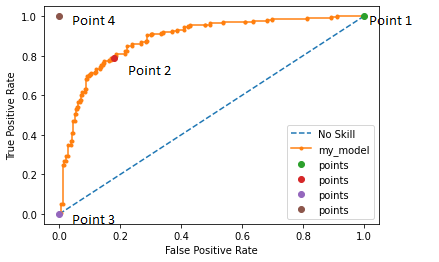 1.0
0.8
0.6
0.4
0.2
0.0
True Positive Rate
Point 4
Point 1
Point 2
Point 3
No Skill
my_model
points
points
points
points
0.0 0.2 0.4 0.6 0.8 1.0
False Positive Rate